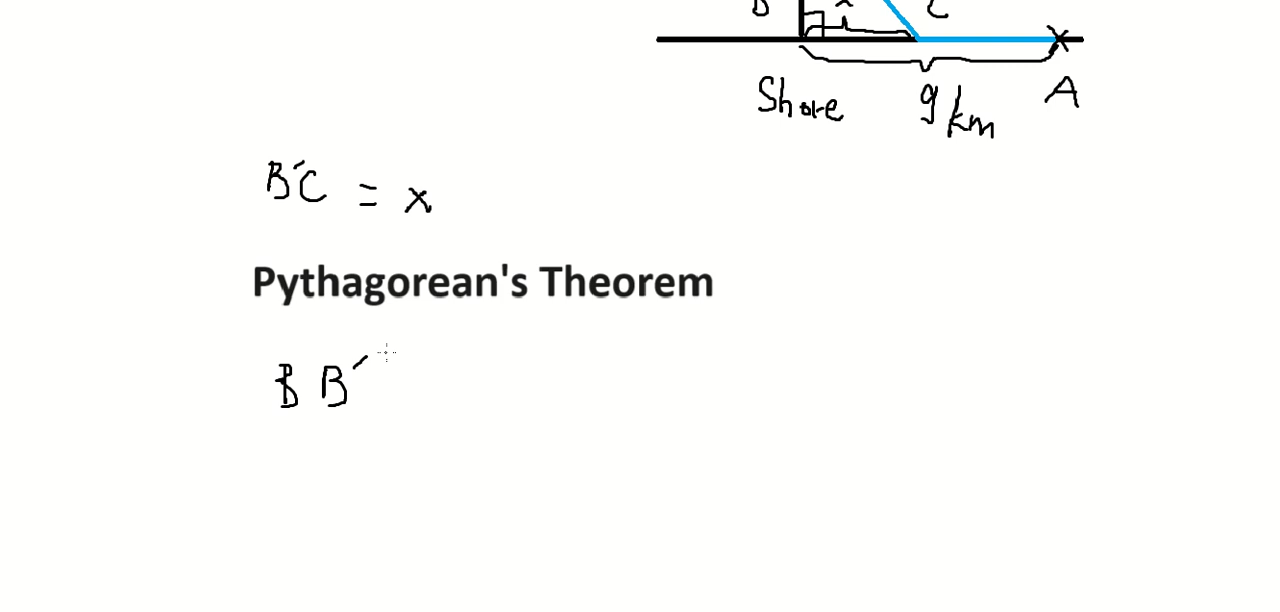 C
Shore
9 km
A
B´C = x
Pythagorean's Theorem
B B´